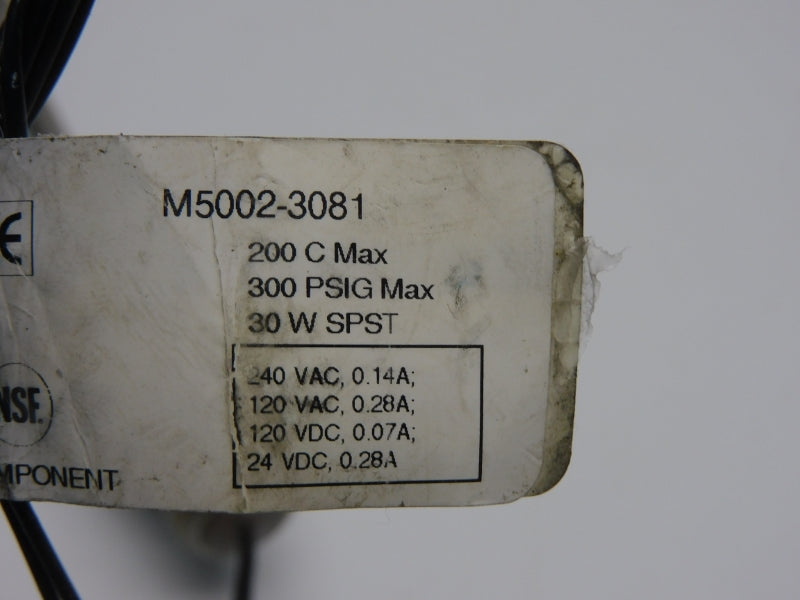 M5002-3081
200 C Max
300 PSIG Max
30 W SPST
240 VAC, 0.14A;
120 VAC, 0.28A;
120 VDC, 0.07A;
24 VDC, 0.28A
NSF.
MPONENT